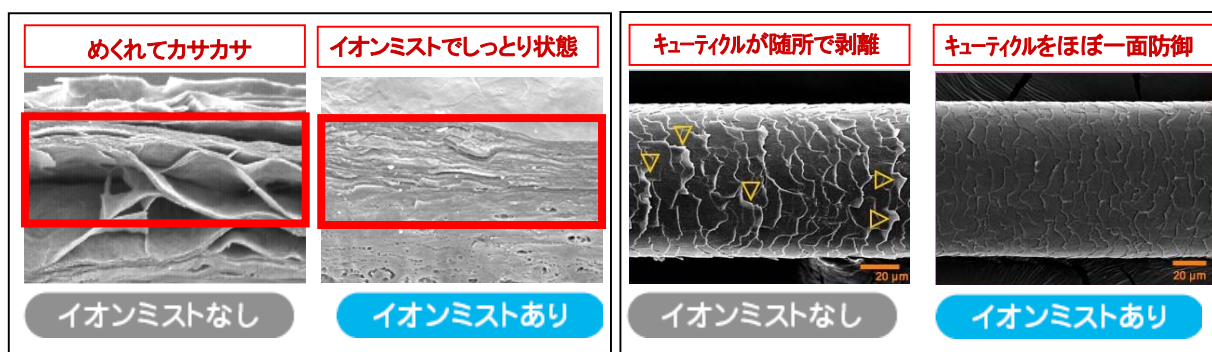 めくれてカサカサ
イオンミストでしっとり状態
キューティクルが随所で剥離
キューティクルをほぼ一面防御
20 μm
20 μm
イオンミストなし
イオンミストあり
イオンミストなし
イオンミストあり